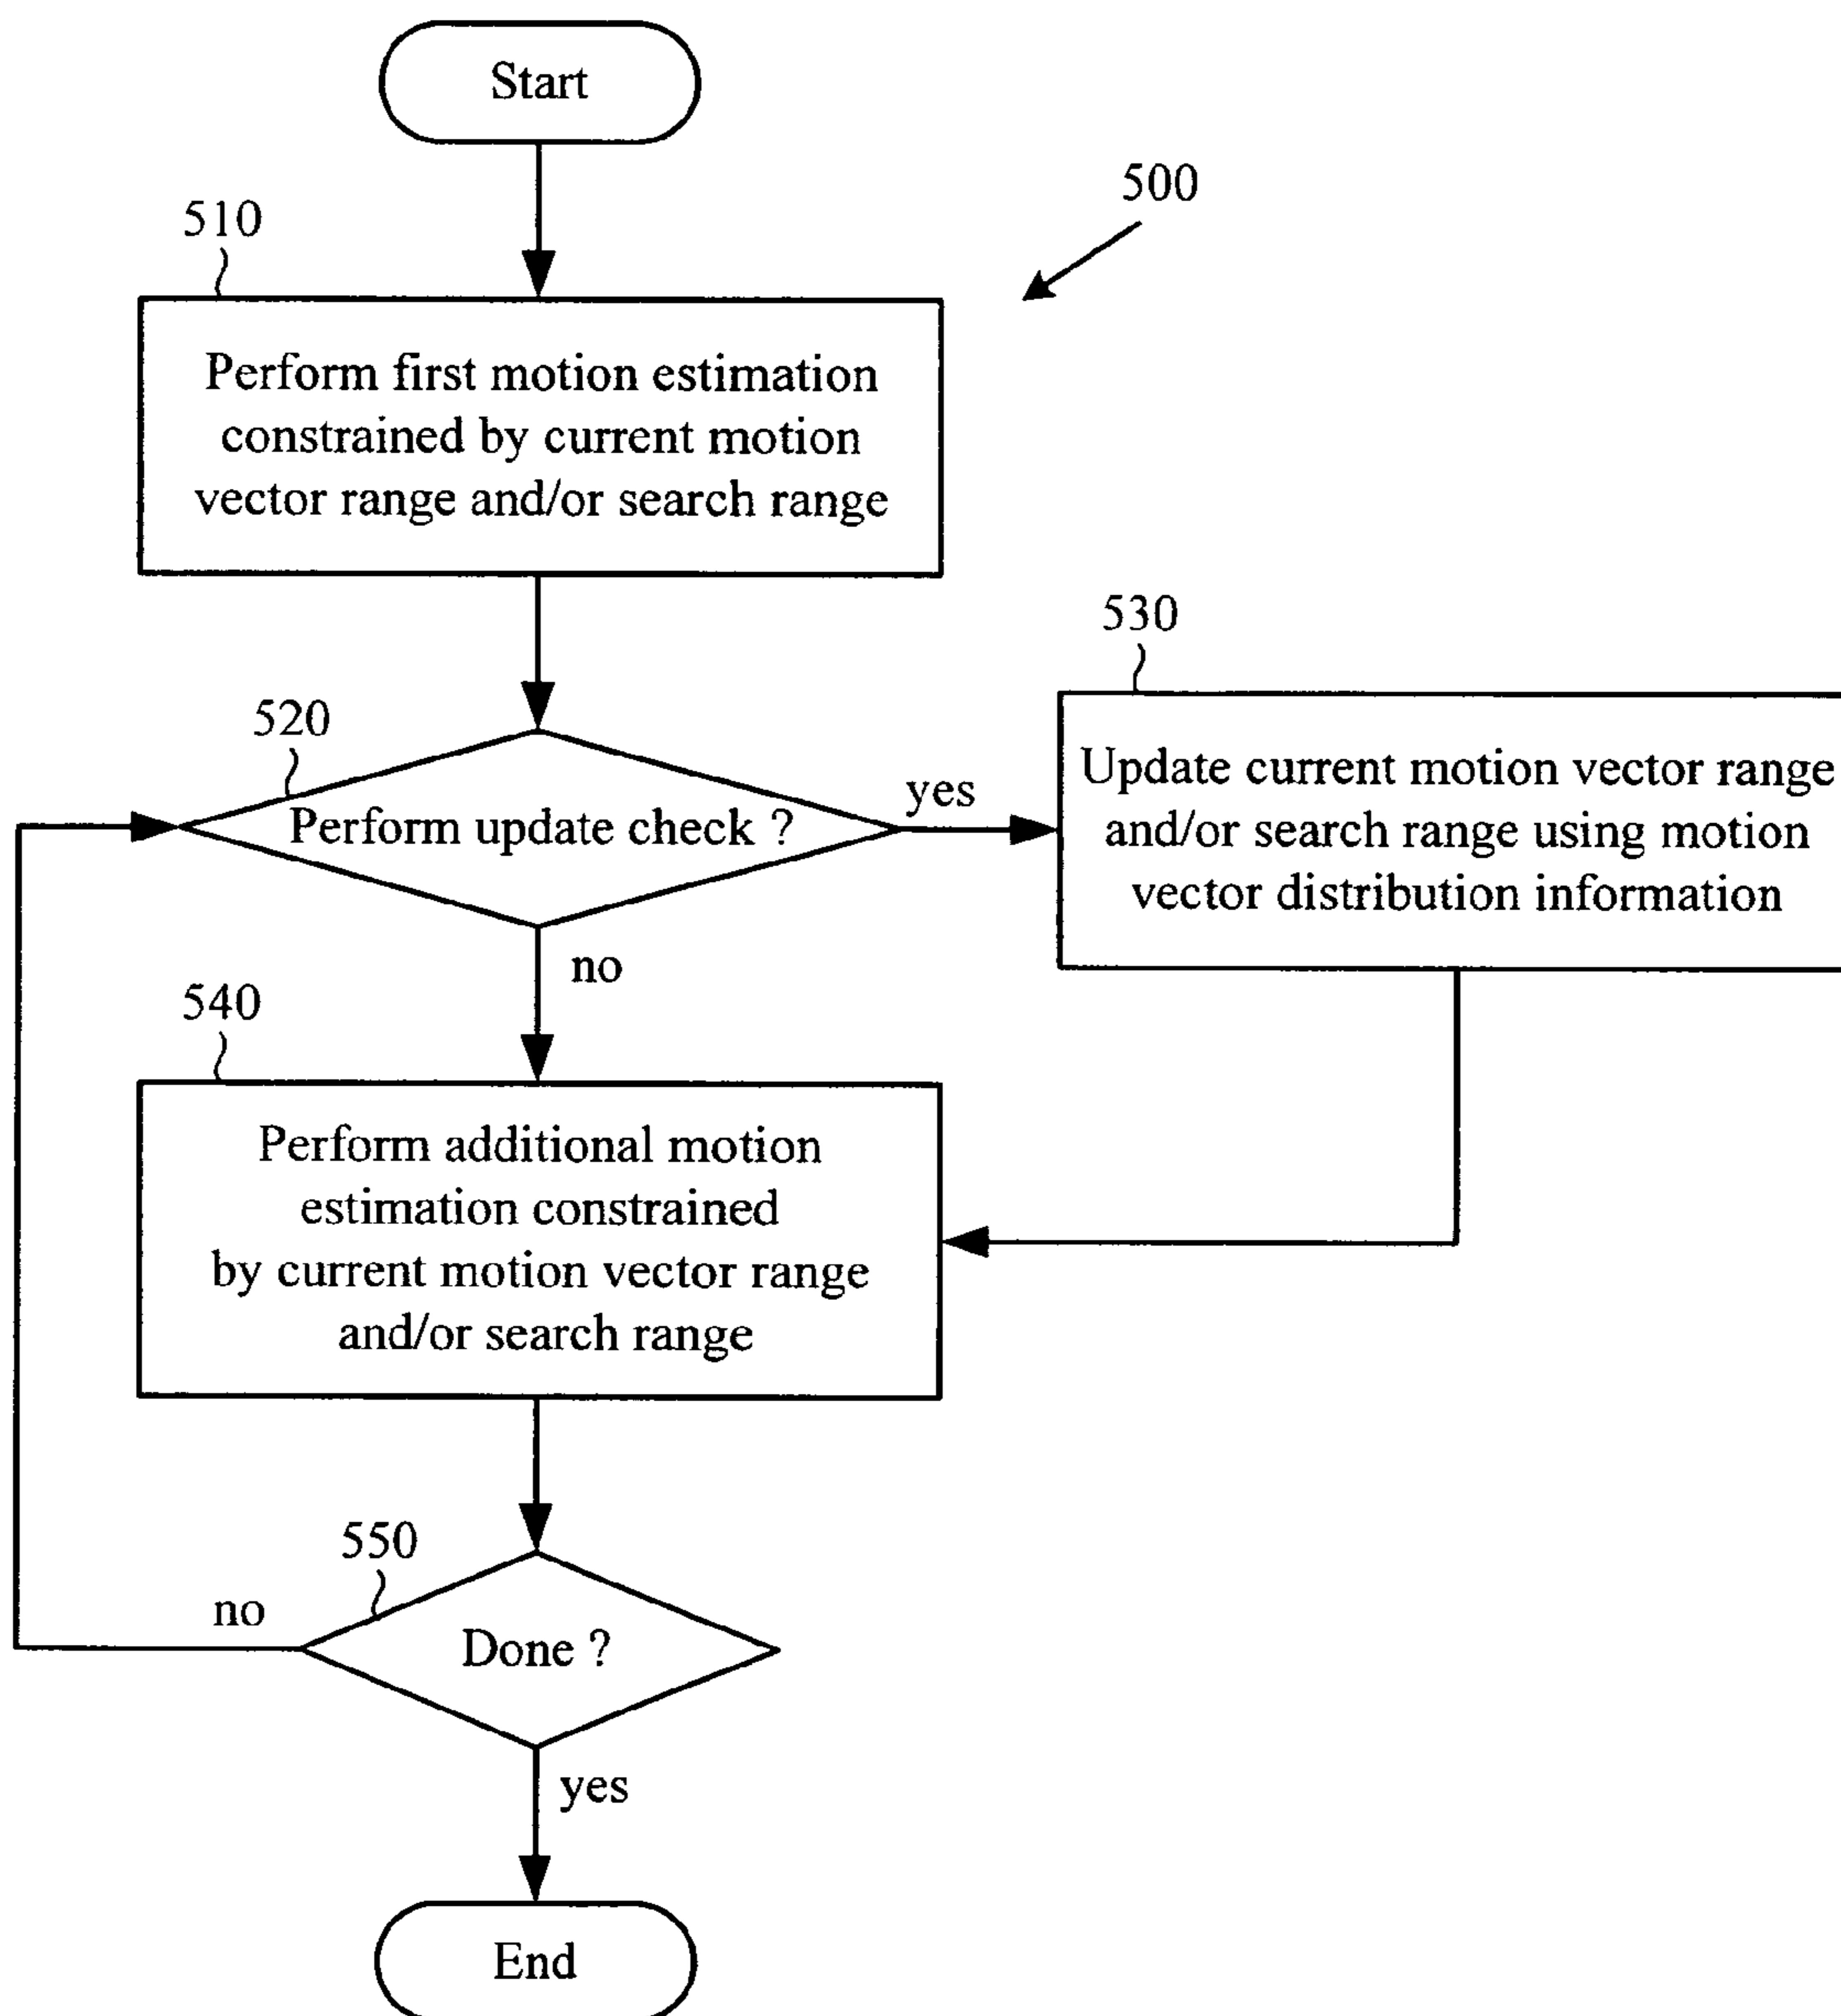 Start
500
510
Perform first motion estimation
constrained by current motion
vector range and/or search range
520
Perform update check ?
yes
530
Update current motion vector range
and/or search range using motion
vector distribution information
no
540
Perform additional motion
estimation constrained
by current motion vector range
and/or search range
550
no
Done ?
yes
End